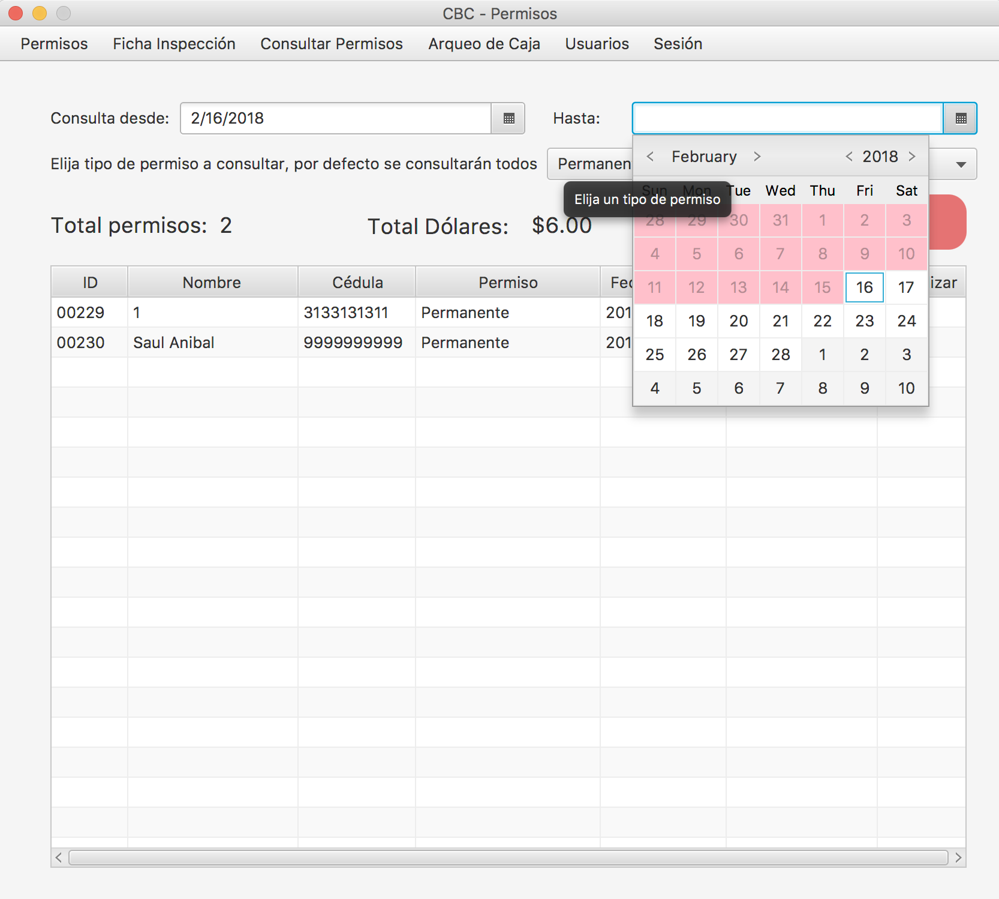 CBC - Permisos
Permisos Ficha Inspección Consultar Permisos Arqueo de Caja Usuarios Sesión
Consulta desde: 2/16/2018 Hasta:
Elija tipo de permiso a consultar, por defecto se consultarán todos Permanen
< February > < 2018 >
Sun Mon Tue Wed Thu Fri Sat
Elija un tipo de permiso
Total permisos: 2 Total Dólares: $6.00
28 29 30 31 1 2 3
4 5 6 7 8 9 10
11 12 13 14 15 16 17
18 19 20 21 22 23 24
25 26 27 28 1 2 3
4 5 6 7 8 9 10
ID Nombre Cédula Permiso Fec izar
00229 1 3133131311 Permanente 201
00230 Saul Anibal 9999999999 Permanente 201